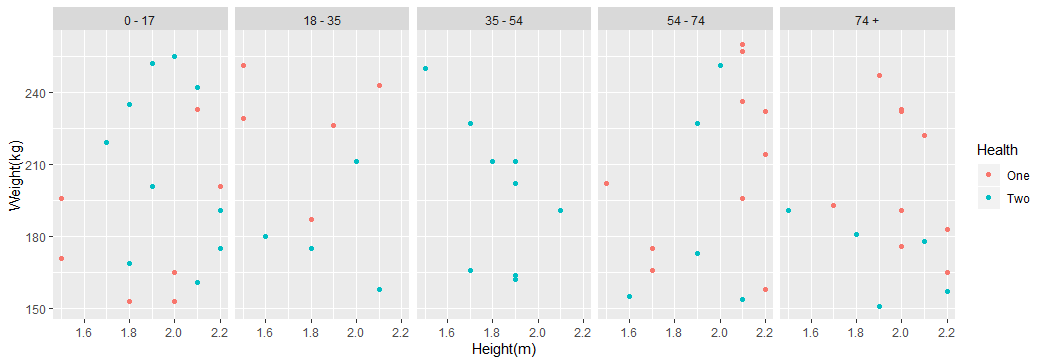 0 - 17 18 - 35 35 - 54 54 - 74 74 +
240
210
180
150
Weight(kg)
1.6 1.8 2.0 2.2 1.6 1.8 2.0 2.2 1.6 1.8 2.0 2.2 1.6 1.8 2.0 2.2 1.6 1.8 2.0 2.2
Height(m)
Health
One
Two